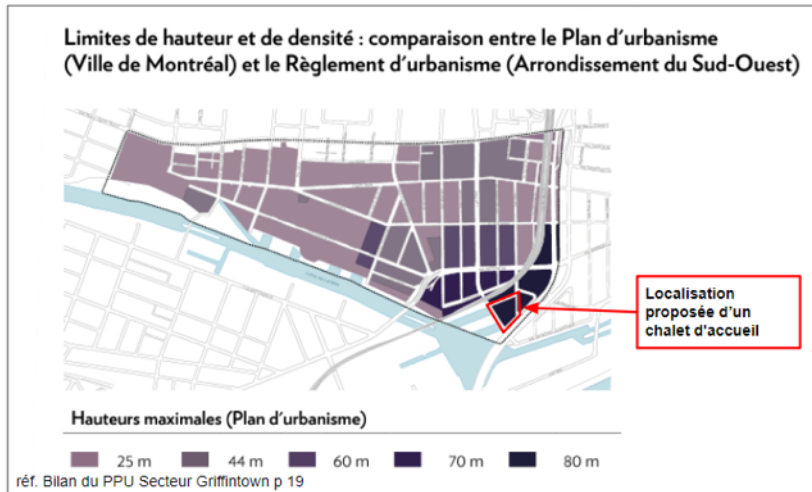 Limites de hauteur et de densité : comparaison entre le Plan d'urbanisme
(Ville de Montréal) et le Règlement d'urbanisme (Arrondissement du Sud-Ouest)
Localisation
proposée d'un
chalet d'accueil
Hauteurs maximales (Plan d'urbanisme)
25 m 44 m 60 m 70 m 80 m
réf. Bilan du PPU Secteur Griffintown p 19